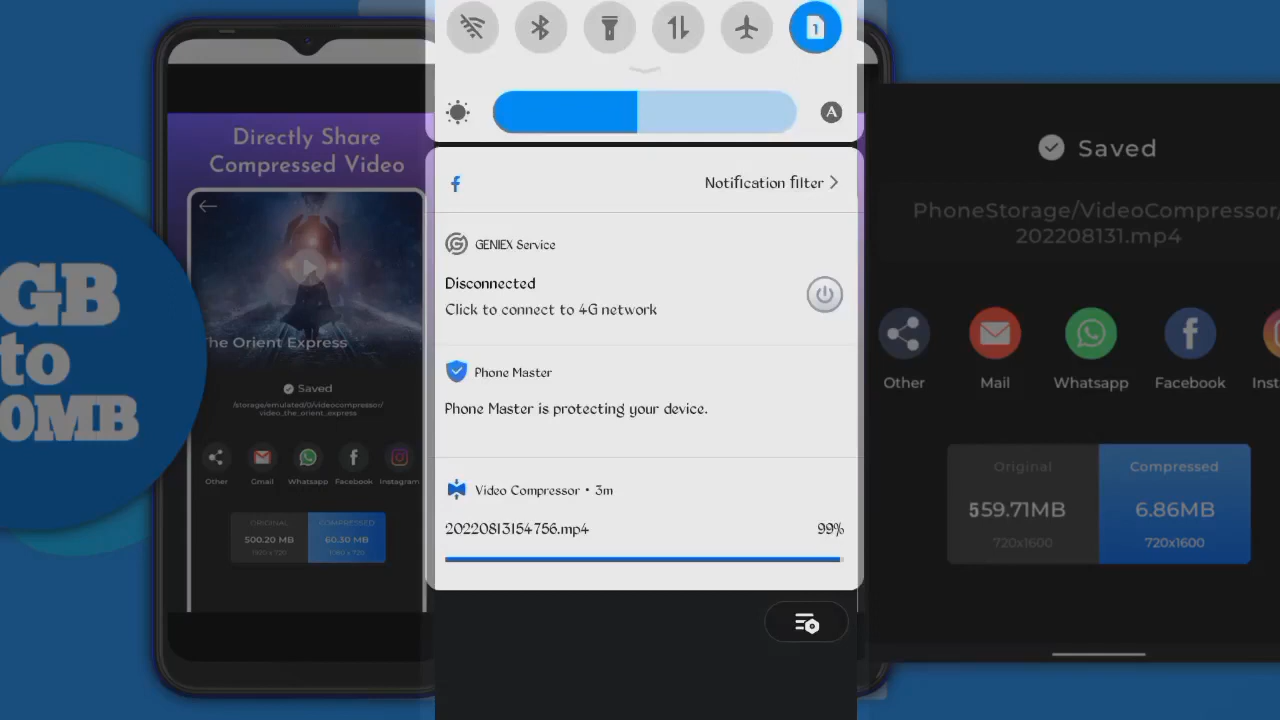 GB
to
0MB
Directly Share
Compressed Video
The Orient Express
Saved
/storage/emulated/0/videocompressor/
video_the_orient_express
Other
Gmail
Whatsapp
Facebook
Instagram
ORIGINAL
COMPRESSED
500.20 MB
60.30 MB
1
A
Notification filter
GENIEX Service
Disconnected
Click to connect to 4G network
Phone Master
Phone Master is protecting your device.
Video Compressor • 3m
20220813154756.mp4
99%
Saved
PhoneStorage/VideoCompressor/
202208131.mp4
Other
Mail
Whatsapp
Facebook
Inst
Original
Compressed
559.71MB
6.86MB
720x1600
720x1600